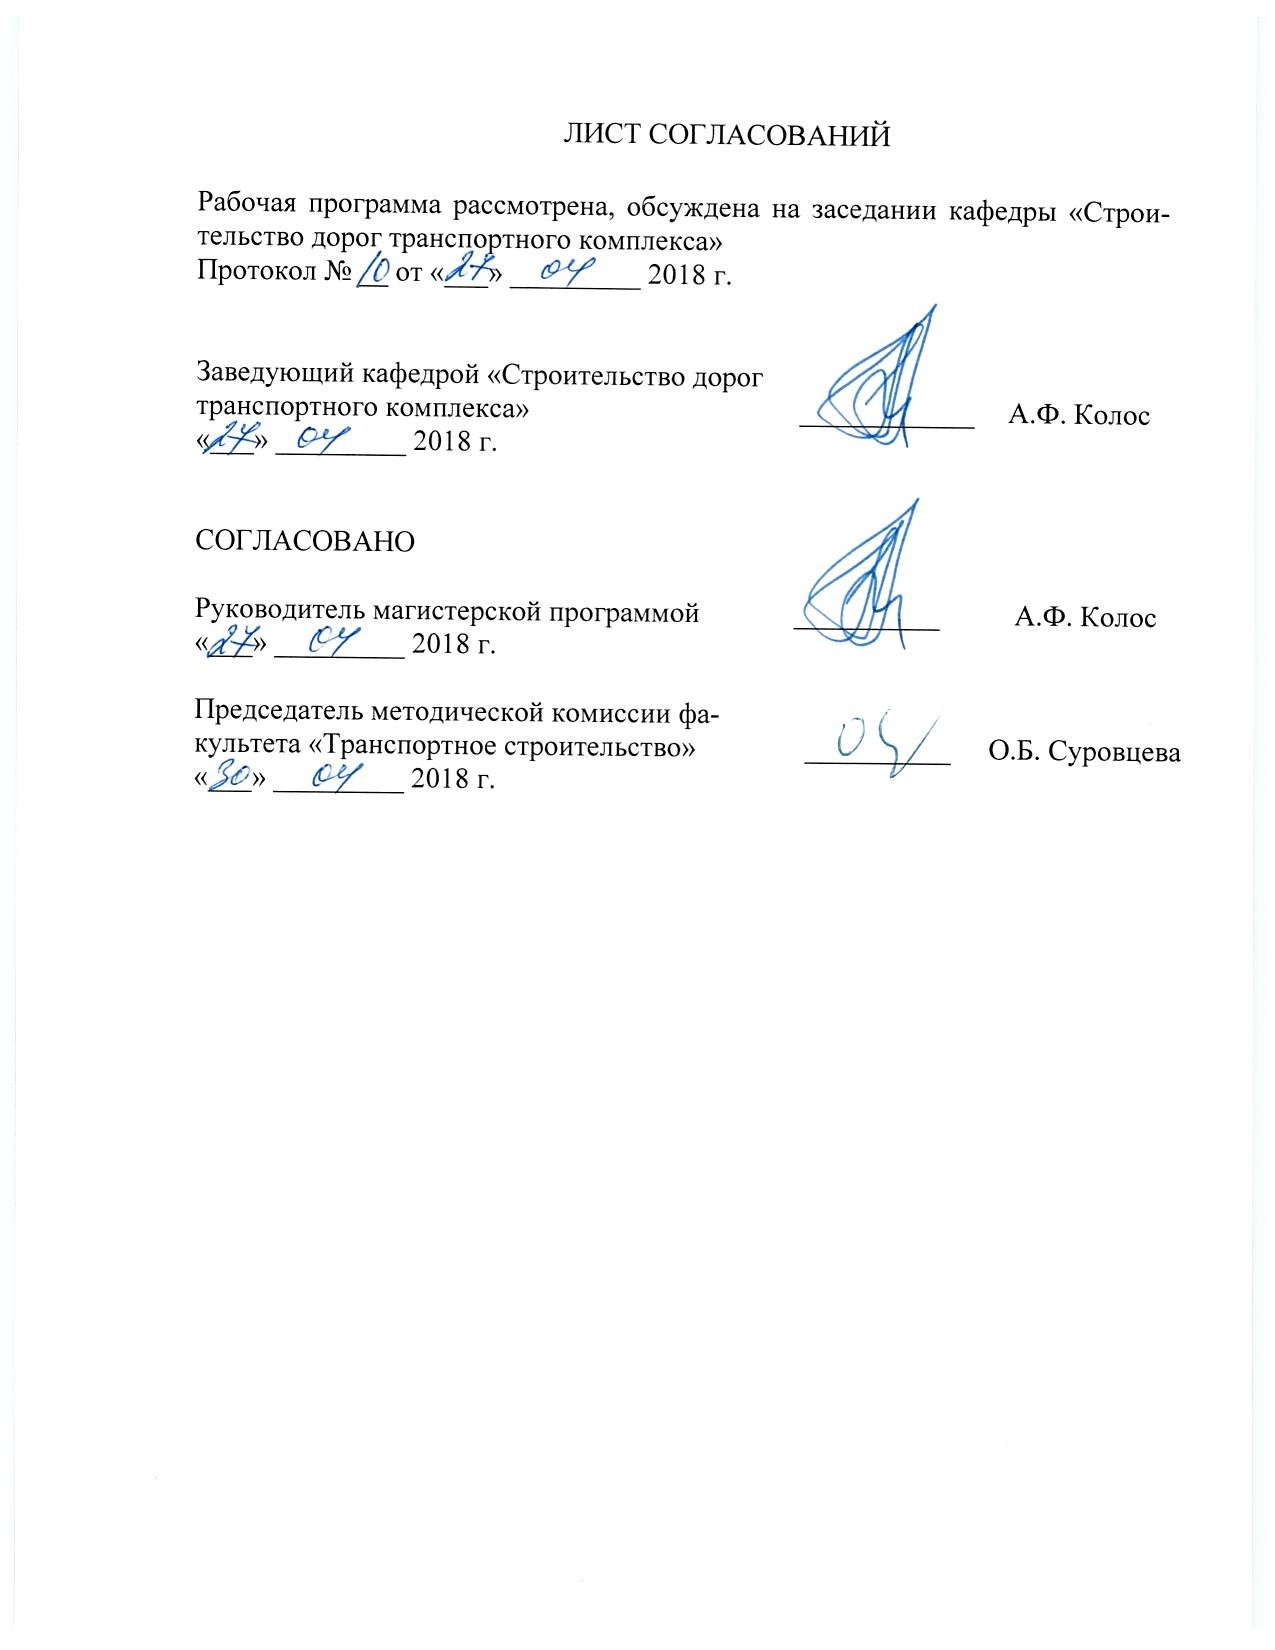 ЛИСТ СОГЛАСОВАНИЙ
Рабочая программа рассмотрена, обсуждена на заседании кафедры «Строи-
тельство дорог транспортного комплекса»
Протокол № 10 от «27» 04 2018 г.
Заведующий кафедрой «Строительство дорог
транспортного комплекса»
А.Ф. Колос
«27» 04 2018 г.
СОГЛАСОВАНО
Руководитель магистерской программой
А.Ф. Колос
«27» 04 2018 г.
Председатель методической комиссии фа-
культета «Транспортное строительство»
О.Б. Суровцева
«30» 04 2018 г.